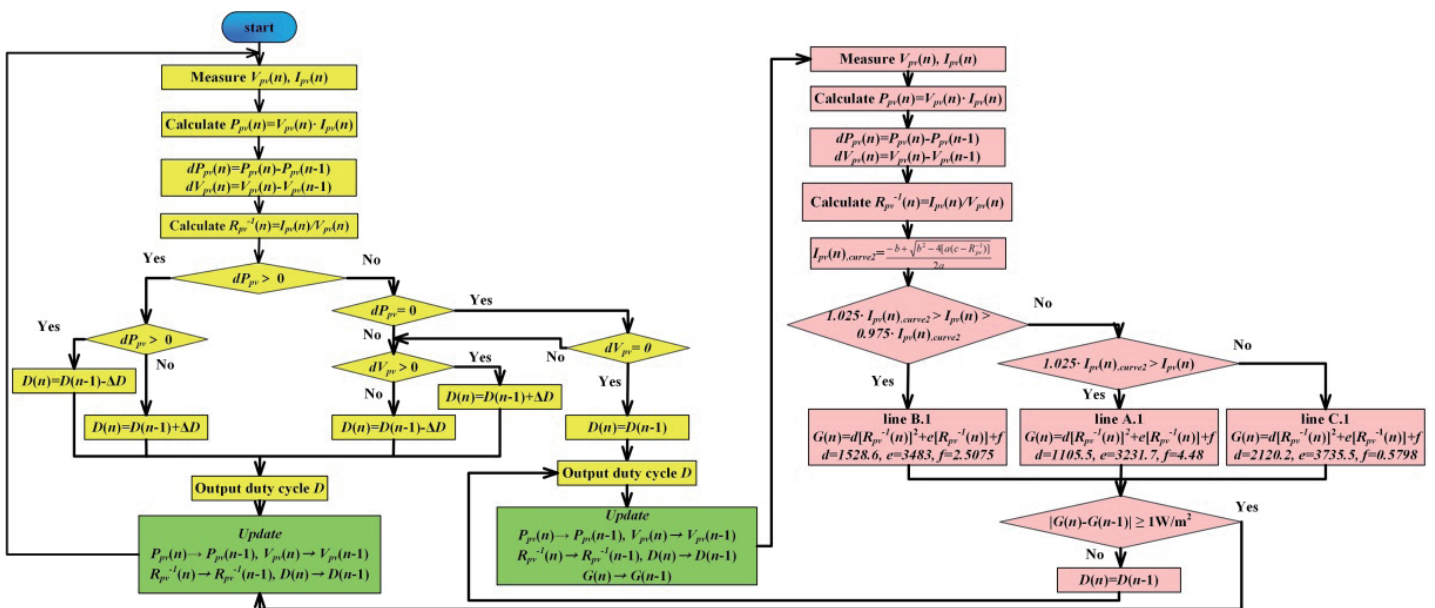 start
Measure Vpv(n), Ipv(n)
Calculate Ppv(n)=Vpv(n)· Ipv(n)
dPpv(n)=Ppv(n)-Ppv(n-1)
dVpv(n)=Vpv(n)-Vpv(n-1)
Calculate Rpv⁻¹(n)=Ipv(n)/Vpv(n)
Yes
No
dPpv > 0
Yes
dPpv = 0
Yes
dPpv > 0
No
No
No
dVpv = 0
D(n)=D(n-1)-ΔD
dVpv > 0
Yes
Yes
No
D(n)=D(n-1)+ΔD
D(n)=D(n-1)+ΔD
D(n)=D(n-1)-ΔD
D(n)=D(n-1)
Output duty cycle D
Update
Ppv(n)→ Ppv(n-1), Vpv(n)→ Vpv(n-1)
Rpv⁻¹(n)→ Rpv⁻¹(n-1), D(n)→ D(n-1)
Output duty cycle D
Update
Ppv(n)→ Ppv(n-1), Vpv(n)→ Vpv(n-1)
Rpv⁻¹(n)→ Rpv⁻¹(n-1), D(n)→ D(n-1)
G(n)→ G(n-1)
Measure Vpv(n), Ipv(n)
Calculate Ppv(n)=Vpv(n)· Ipv(n)
dPpv(n)=Ppv(n)-Ppv(n-1)
dVpv(n)=Vpv(n)-Vpv(n-1)
Calculate Rpv⁻¹(n)=Ipv(n)/Vpv(n)
Ipv(n),curve2=(-b+√(b²-4[a(c-Rpv⁻¹)]))/2a
No
1.025· Ipv(n),curve2 > Ipv(n) >
0.975· Ipv(n),curve2
1.025· Ipv(n),curve2 > Ipv(n)
No
Yes
Yes
line B.1
G(n)=d[Rpv⁻¹(n)]²+e[Rpv⁻¹(n)]+f
d=1528.6, e=3483, f=2.5075
line A.1
G(n)=d[Rpv⁻¹(n)]²+e[Rpv⁻¹(n)]+f
d=1105.5, e=3231.7, f=4.48
line C.1
G(n)=d[Rpv⁻¹(n)]²+e[Rpv⁻¹(n)]+f
d=2120.2, e=3735.5, f=0.5798
|G(n)-G(n-1)| ≥ 1W/m²
Yes
No
D(n)=D(n-1)